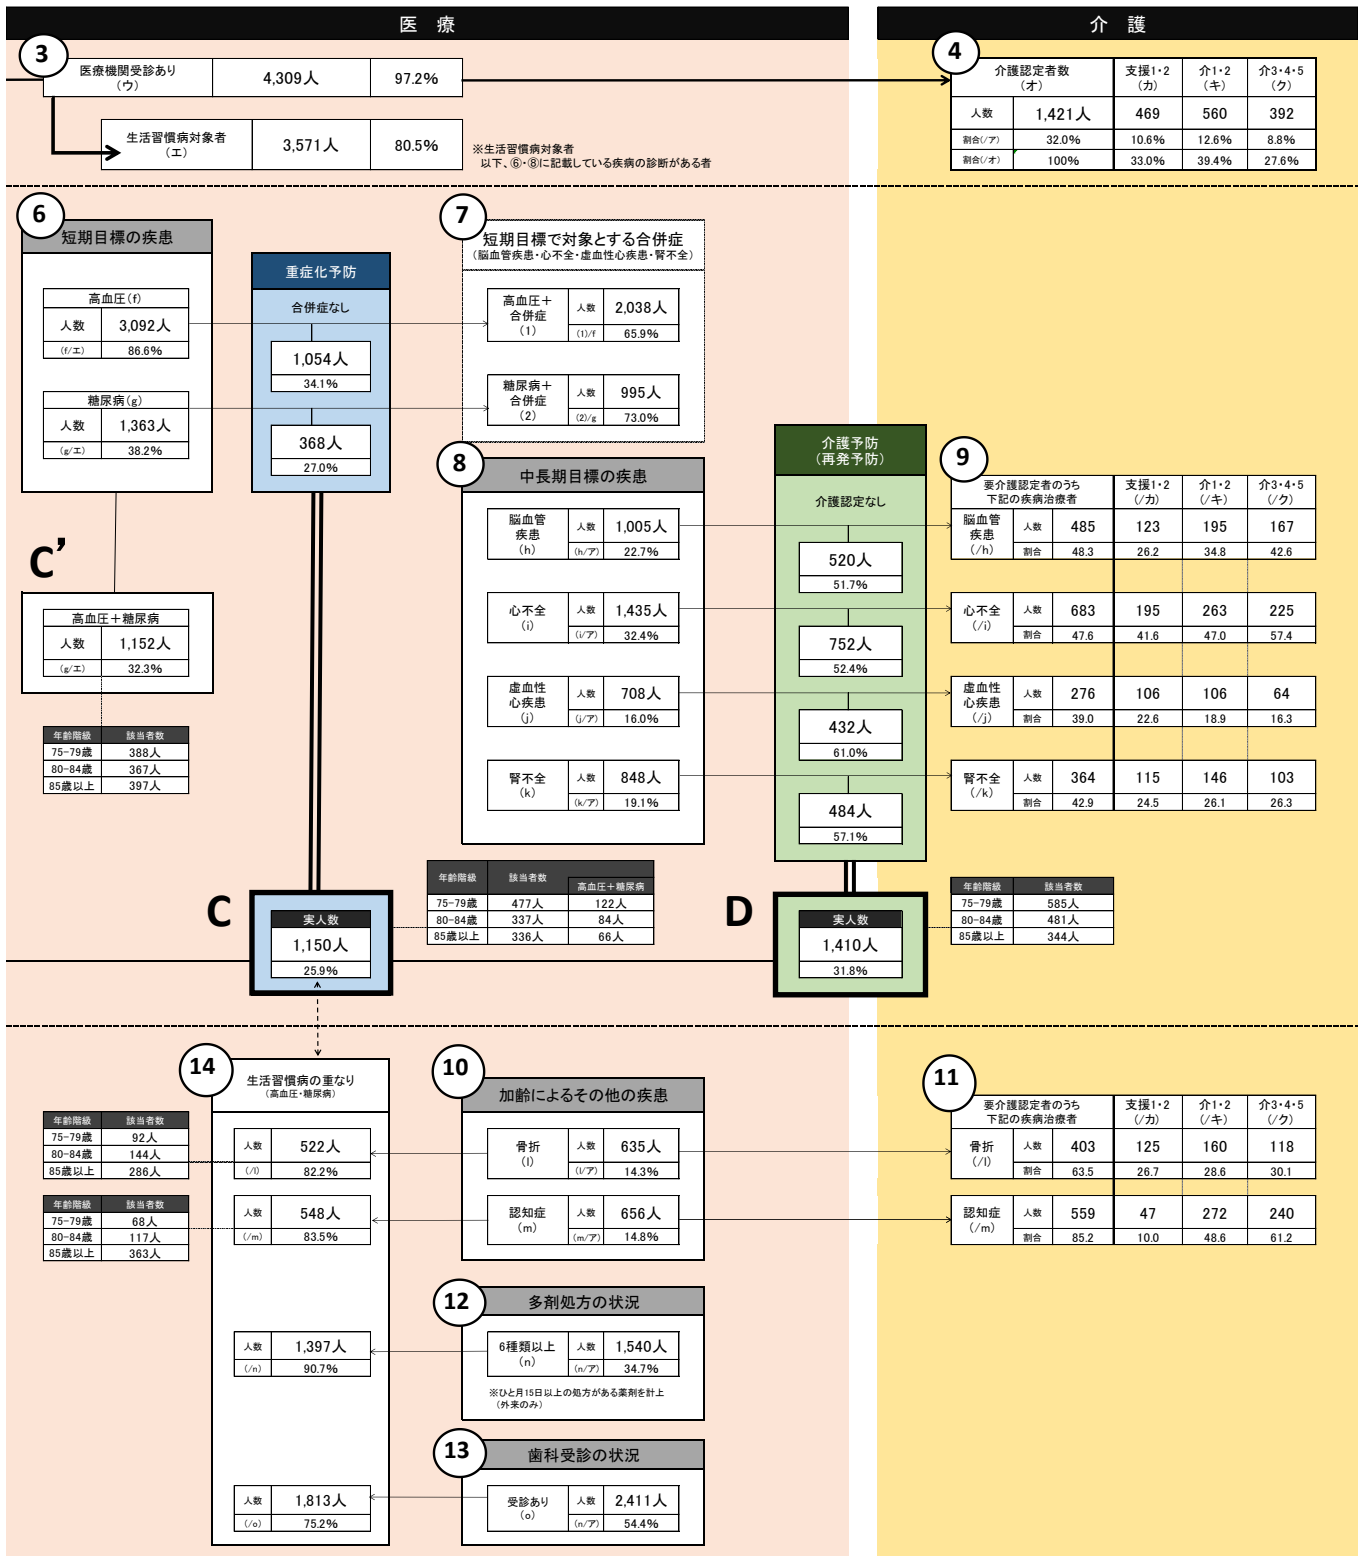 医　療
介　護
3
医療機関受診あり
(ウ)
4,309人
97.2%
生活習慣病対象者
(エ)
3,571人
80.5%
※生活習慣病対象者
以下、⑥・⑧に記載している疾病の診断がある者
4
介護認定者数
(オ)
支援1・2
(カ)
介1・2
(キ)
介3・4・5
(ク)
人数 1,421人 469 560 392
割合(/ア) 32.0% 10.6% 12.6% 8.8%
割合(/オ) 100% 33.0% 39.4% 27.6%
6
短期目標の疾患
高血圧(f)
人数 3,092人
(f/エ) 86.6%
糖尿病(g)
人数 1,363人
(g/エ) 38.2%
重症化予防
合併症なし
1,054人
34.1%
368人
27.0%
7
短期目標で対象とする合併症
(脳血管疾患・心不全・虚血性心疾患・腎不全)
高血圧＋
合併症
(1)
人数 2,038人
(1)/f 65.9%
糖尿病＋
合併症
(2)
人数 995人
(2)/g 73.0%
C’
高血圧＋糖尿病
人数 1,152人
(g/エ) 32.3%
年齢階級 該当者数
75-79歳 388人
80-84歳 367人
85歳以上 397人
8
中長期目標の疾患
脳血管
疾患
(h)
人数 1,005人
(h/ア) 22.7%
心不全
(i)
人数 1,435人
(i/ア) 32.4%
虚血性
心疾患
(j)
人数 708人
(j/ア) 16.0%
腎不全
(k)
人数 848人
(k/ア) 19.1%
介護予防
(再発予防)
介護認定なし
520人
51.7%
752人
52.4%
432人
61.0%
484人
57.1%
9
要介護認定者のうち
下記の疾病治療者
支援1・2
(/カ)
介1・2
(/キ)
介3・4・5
(/ク)
脳血管
疾患
(/h)
人数 485 123 195 167
割合 48.3 26.2 34.8 42.6
心不全
(/i)
人数 683 195 263 225
割合 47.6 41.6 47.0 57.4
虚血性
心疾患
(/j)
人数 276 106 106 64
割合 39.0 22.6 18.9 16.3
腎不全
(/k)
人数 364 115 146 103
割合 42.9 24.5 26.1 26.3
C
実人数
1,150人
25.9%
年齢階級 該当者数
高血圧＋糖尿病
75-79歳 477人 122人
80-84歳 337人 84人
85歳以上 336人 66人
D
実人数
1,410人
31.8%
年齢階級 該当者数
75-79歳 585人
80-84歳 481人
85歳以上 344人
14
生活習慣病の重なり
(高血圧・糖尿病)
年齢階級 該当者数
75-79歳 92人
80-84歳 144人
85歳以上 286人
人数 522人
(/l) 82.2%
年齢階級 該当者数
75-79歳 68人
80-84歳 117人
85歳以上 363人
人数 548人
(/m) 83.5%
人数 1,397人
(/n) 90.7%
人数 1,813人
(/o) 75.2%
10
加齢によるその他の疾患
骨折
(l)
人数 635人
(l/ア) 14.3%
認知症
(m)
人数 656人
(m/ア) 14.8%
11
要介護認定者のうち
下記の疾病治療者
支援1・2
(/カ)
介1・2
(/キ)
介3・4・5
(/ク)
骨折
(/l)
人数 403 125 160 118
割合 63.5 26.7 28.6 30.1
認知症
(/m)
人数 559 47 272 240
割合 85.2 10.0 48.6 61.2
12
多剤処方の状況
6種類以上
(n)
人数 1,540人
(n/ア) 34.7%
※ひと月15日以上の処方がある薬剤を計上
(外来のみ)
13
歯科受診の状況
受診あり
(o)
人数 2,411人
(n/ア) 54.4%